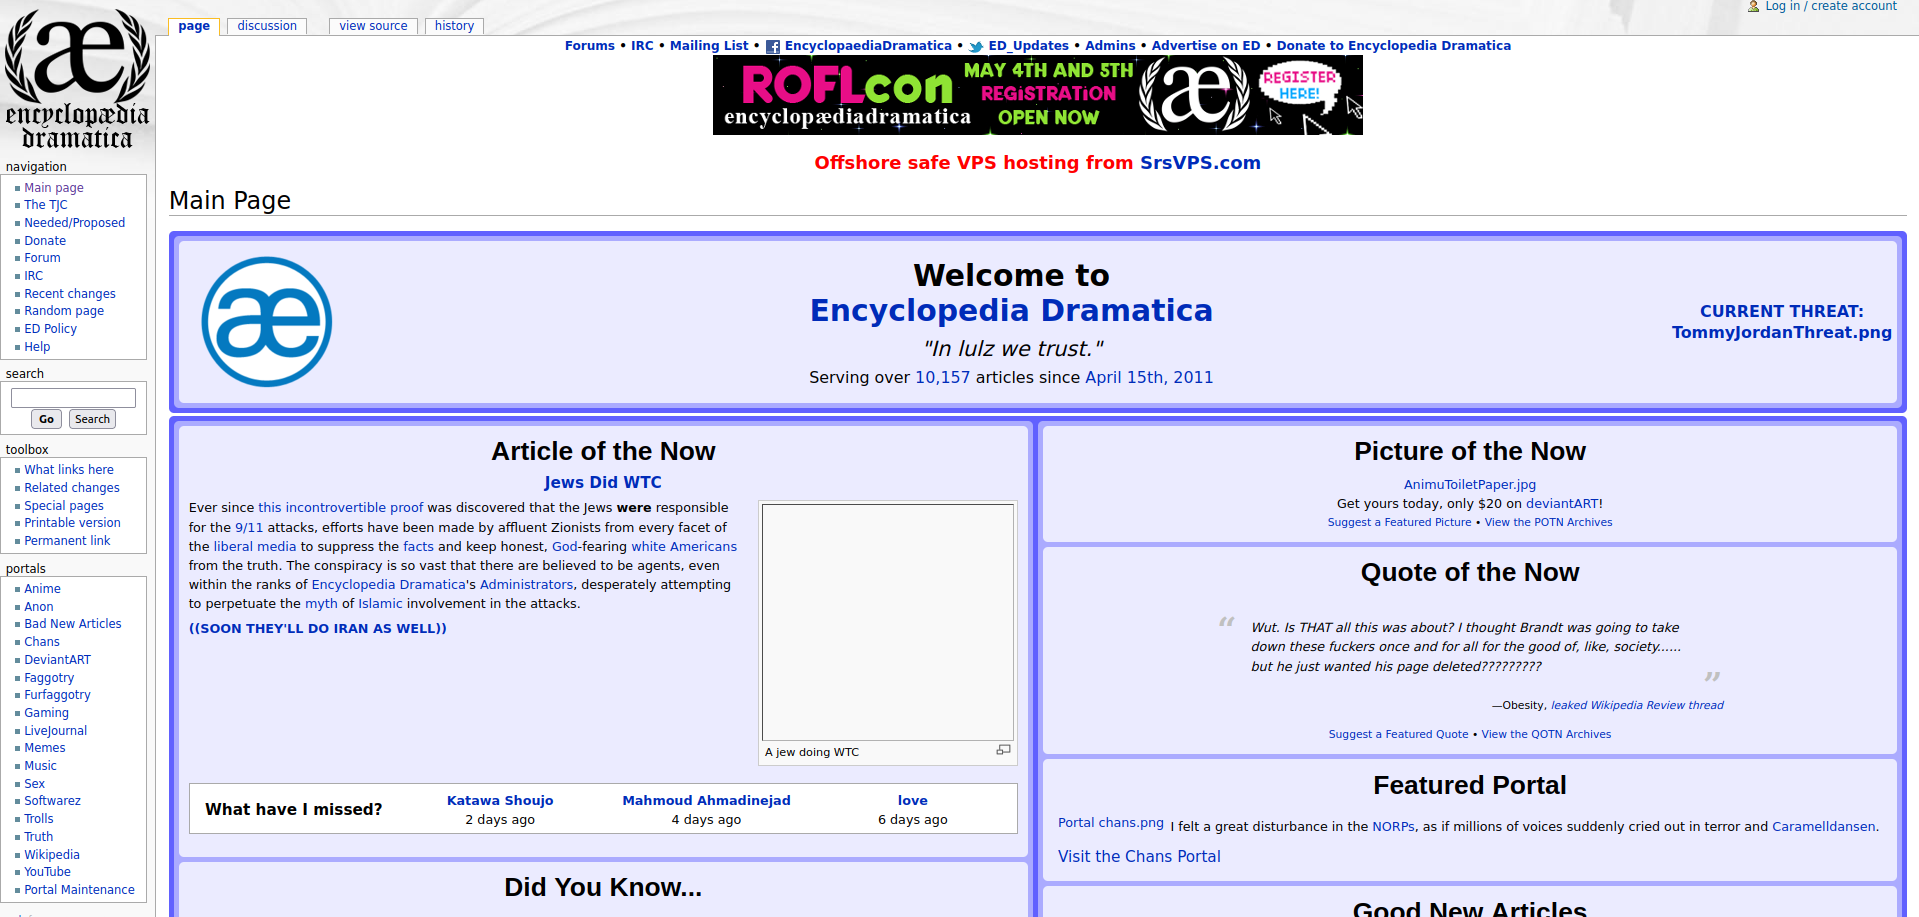 page
discussion
view source
history
Log in / create account
encyclopædia
dramatica
Forums • IRC • Mailing List • EncyclopaediaDramatica • ED_Updates • Admins • Advertise on ED • Donate to Encyclopedia Dramatica
ROFLcon
encyclopædiadramatica
MAY 4TH AND 5TH
REGISTRATION
OPEN NOW
æ
REGISTER
HERE!
Offshore safe VPS hosting from SrsVPS.com
navigation
Main page
The TJC
Needed/Proposed
Donate
Forum
IRC
Recent changes
Random page
ED Policy
Help
search
Go
Search
toolbox
What links here
Related changes
Special pages
Printable version
Permanent link
portals
Anime
Anon
Bad New Articles
Chans
DeviantART
Faggotry
Furfaggotry
Gaming
LiveJournal
Memes
Music
Sex
Softwarez
Trolls
Truth
Wikipedia
YouTube
Portal Maintenance
Main Page
æ
Welcome to
Encyclopedia Dramatica
"In lulz we trust."
Serving over 10,157 articles since April 15th, 2011
CURRENT THREAT:
TommyJordanThreat.png
Article of the Now
Jews Did WTC
Ever since this incontrovertible proof was discovered that the Jews were responsible
for the 9/11 attacks, efforts have been made by affluent Zionists from every facet of
the liberal media to suppress the facts and keep honest, God-fearing white Americans
from the truth. The conspiracy is so vast that there are believed to be agents, even
within the ranks of Encyclopedia Dramatica's Administrators, desperately attempting
to perpetuate the myth of Islamic involvement in the attacks.
((SOON THEY'LL DO IRAN AS WELL))
A jew doing WTC
What have I missed?
Katawa Shoujo
2 days ago
Mahmoud Ahmadinejad
4 days ago
love
6 days ago
Did You Know...
Picture of the Now
AnimuToiletPaper.jpg
Get yours today, only $20 on deviantART!
Suggest a Featured Picture • View the POTN Archives
Quote of the Now
“ Wut. Is THAT all this was about? I thought Brandt was going to take
down these fuckers once and for all for the good of, like, society......
but he just wanted his page deleted????????? ”
—Obesity, leaked Wikipedia Review thread
Suggest a Featured Quote • View the QOTN Archives
Featured Portal
Portal chans.png I felt a great disturbance in the NORPs, as if millions of voices suddenly cried out in terror and Caramelldansen.
Visit the Chans Portal
Good New Articles